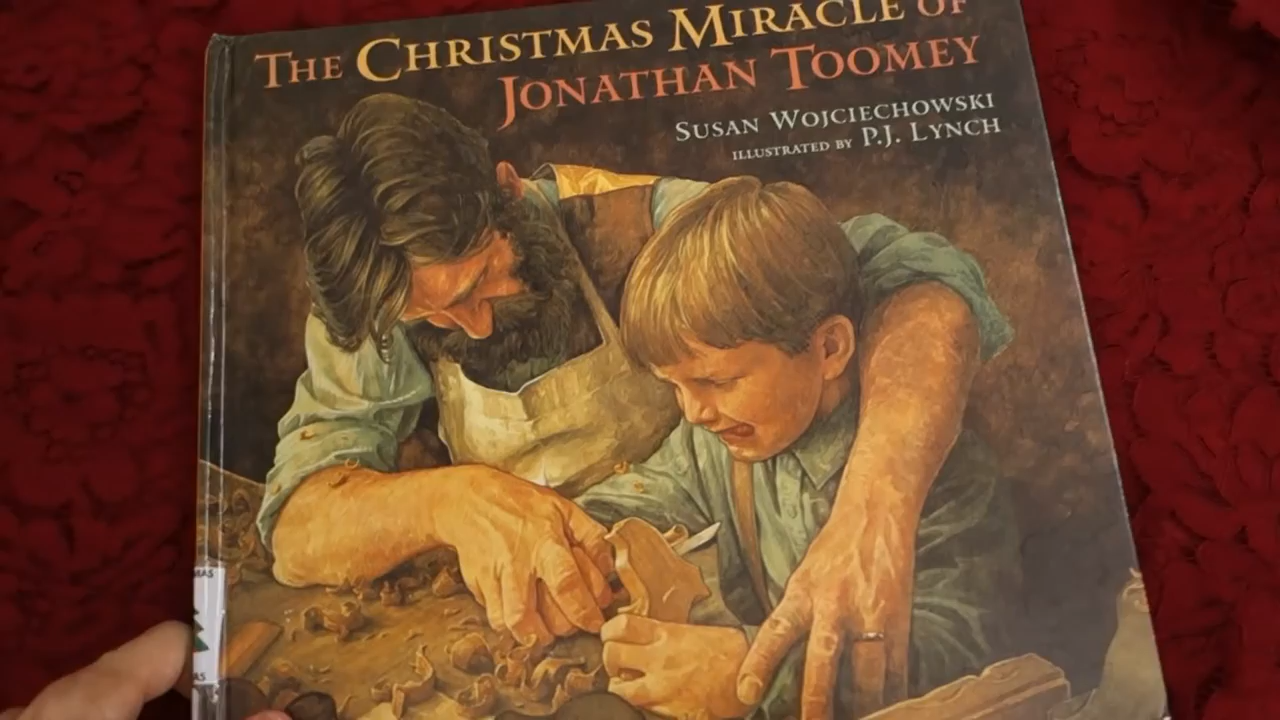 THE CHRISTMAS MIRACLE OF
JONATHAN TOOMEY
SUSAN WOJCIECHOWSKI
ILLUSTRATED BY P.J. LYNCH